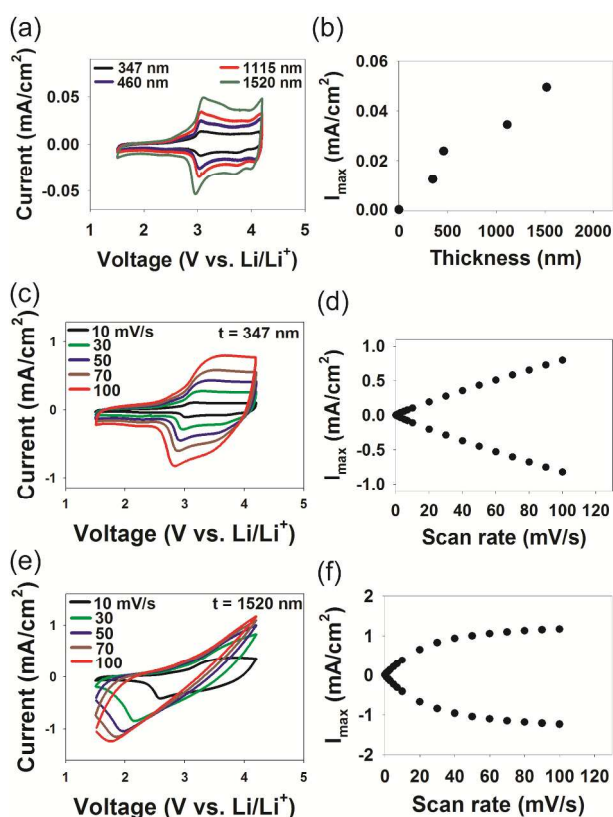 (a)
347 nm
1115 nm
460 nm
1520 nm
Current (mA/cm²)
0.05
0.00
-0.05
1 2 3 4 5
Voltage (V vs. Li/Li⁺)
(b)
I_max (mA/cm²)
0.06
0.04
0.02
0.00
0 500 1000 1500 2000
Thickness (nm)
(c)
10 mV/s
t = 347 nm
30
50
70
100
Current (mA/cm²)
1
0
-1
1 2 3 4 5
Voltage (V vs. Li/Li⁺)
(d)
I_max (mA/cm²)
1.0
0.5
0.0
-0.5
-1.0
0 20 40 60 80 100 120
Scan rate (mV/s)
(e)
10 mV/s
t = 1520 nm
30
50
70
100
Current (mA/cm²)
1
0
-1
1 2 3 4 5
Voltage (V vs. Li/Li⁺)
(f)
I_max (mA/cm²)
2
1
0
-1
-2
0 20 40 60 80 100 120
Scan rate (mV/s)